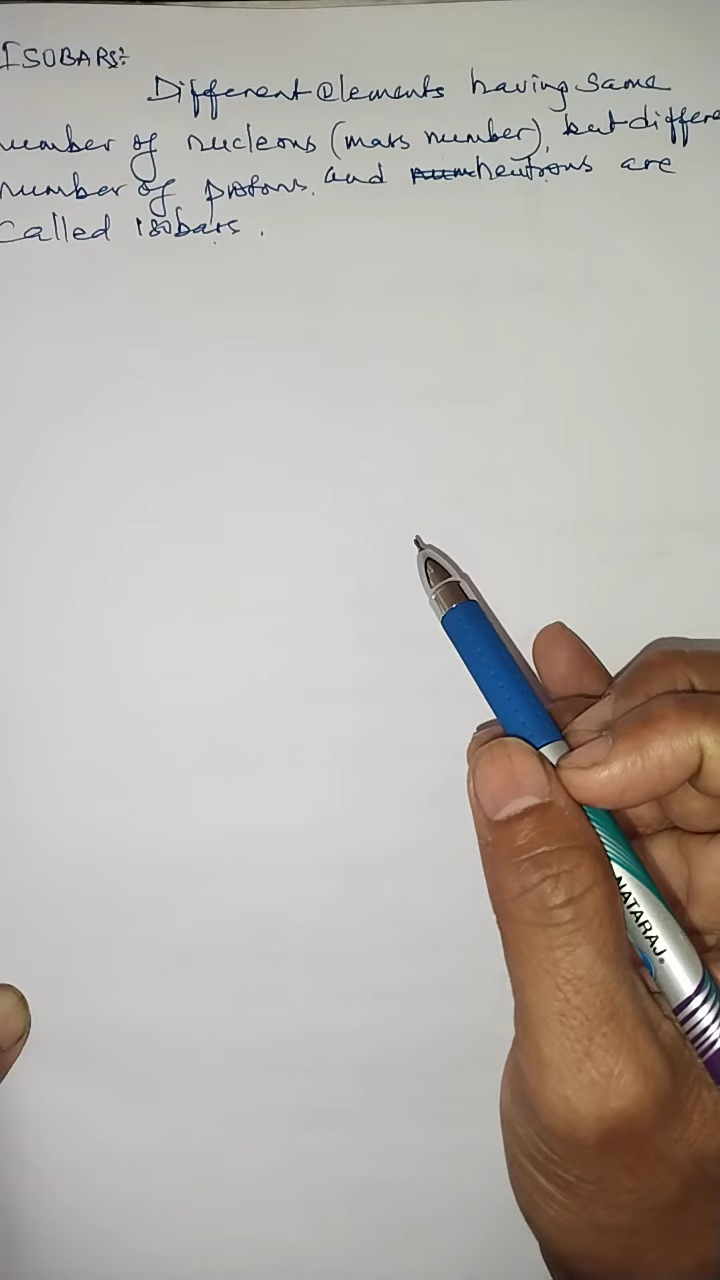 ISOBARS:-
Different elements having same
number of nucleons (mass number), but differe
number of protons and neutrons are
called isobars.
NATARAJ